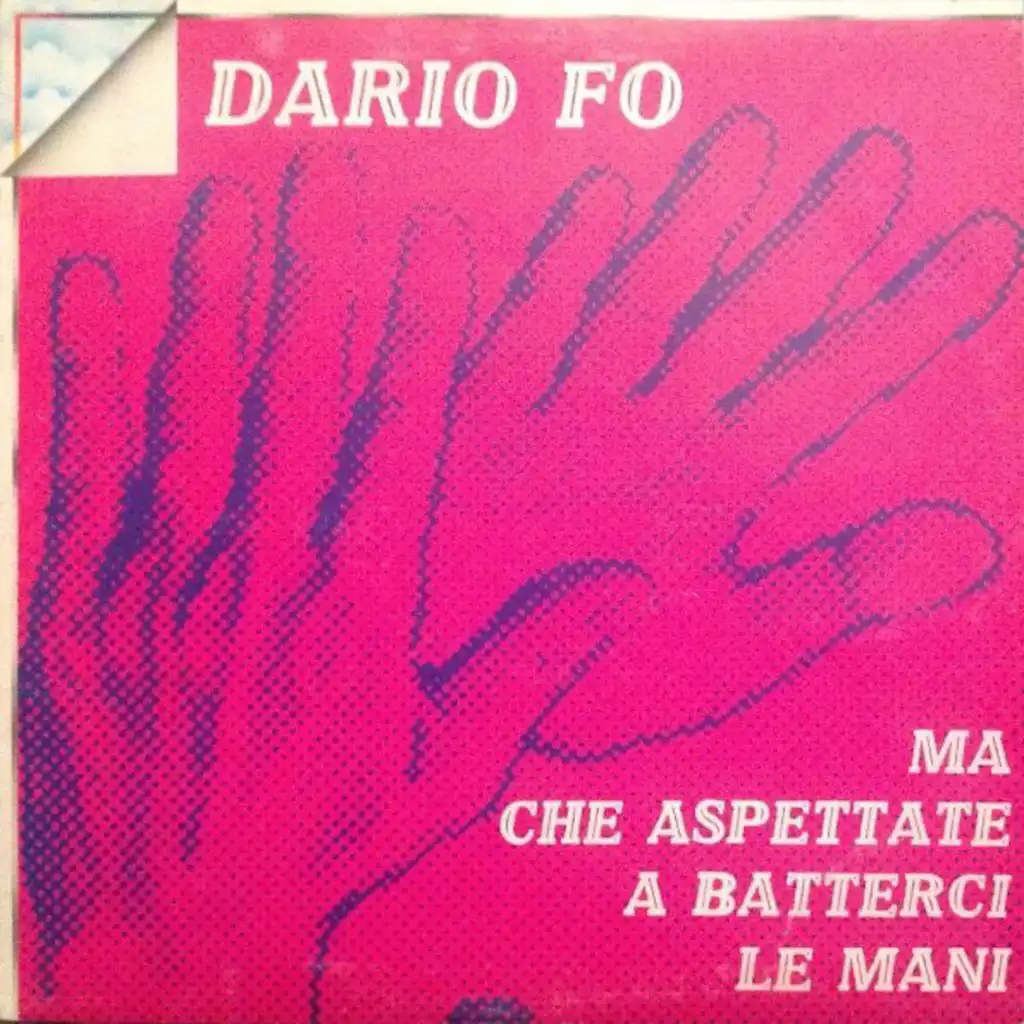 DARIO FO
MA
CHE ASPETTATE
A BATTERCI
LE MANI